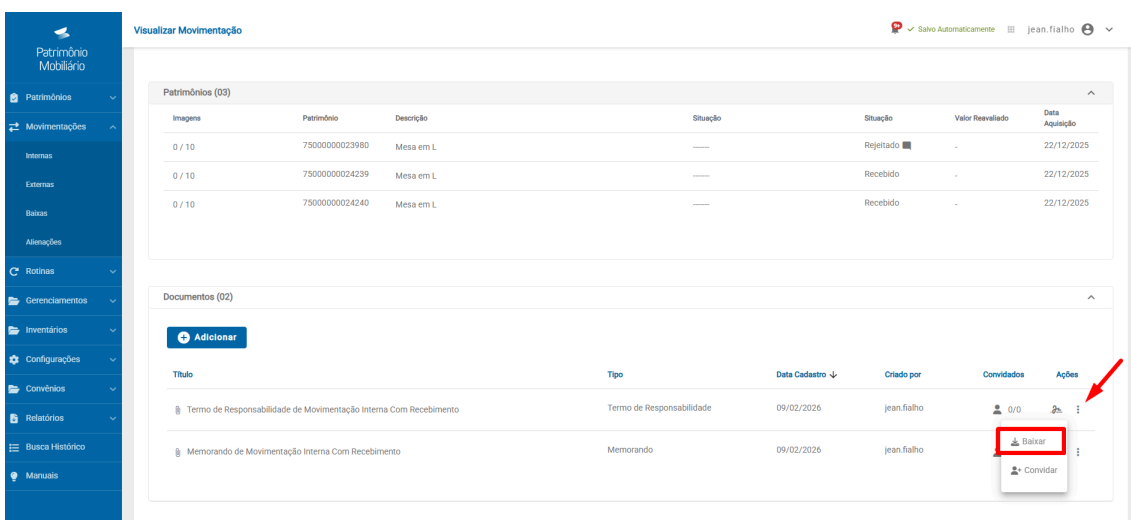 Patrimônio
Mobiliário
Patrimônios
Movimentações
Internas
Externas
Baixas
Alienações
Rotinas
Gerenciamentos
Inventários
Configurações
Convênios
Relatórios
Busca Histórico
Manuais
Visualizar Movimentação
9+ Salvo Automaticamente jean.fialho
Patrimônios (03)
Imagens Patrimônio Descrição Situação Situação Valor Reavaliado Data Aquisição
0 / 10 75000000023980 Mesa em L ------ Rejeitado - 22/12/2025
0 / 10 75000000024239 Mesa em L ------ Recebido - 22/12/2025
0 / 10 75000000024240 Mesa em L ------ Recebido - 22/12/2025
Documentos (02)
Adicionar
Título Tipo Data Cadastro Criado por Convidados Ações
Termo de Responsabilidade de Movimentação Interna Com Recebimento Termo de Responsabilidade 09/02/2026 jean.fialho 0/0
Memorando de Movimentação Interna Com Recebimento Memorando 09/02/2026 jean.fialho
Baixar
Convidar